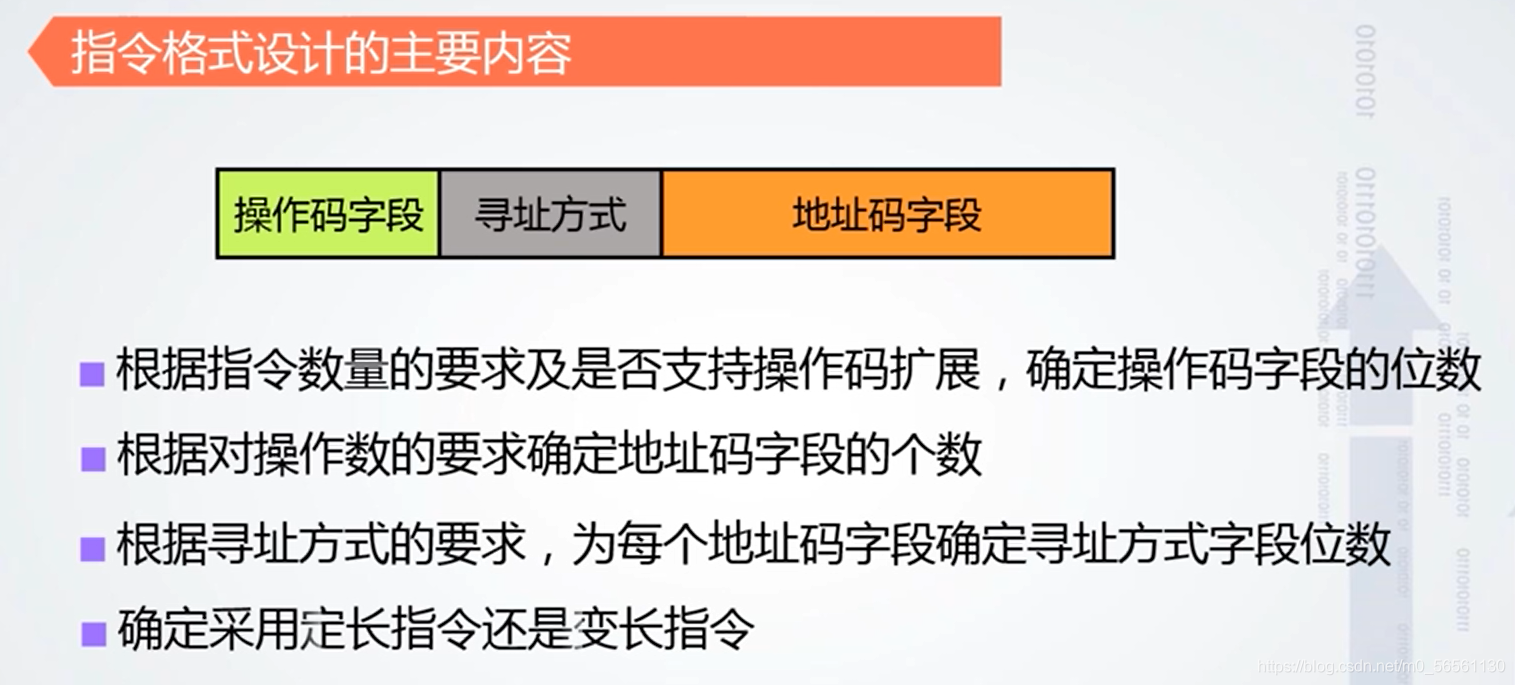 指令格式设计的主要内容
操作码字段 寻址方式 地址码字段
根据指令数量的要求及是否支持操作码扩展，确定操作码字段的位数
根据对操作数的要求确定地址码字段的个数
根据寻址方式的要求，为每个地址码字段确定寻址方式字段位数
确定采用定长指令还是变长指令
https://blog.csdn.net/m0_56561130